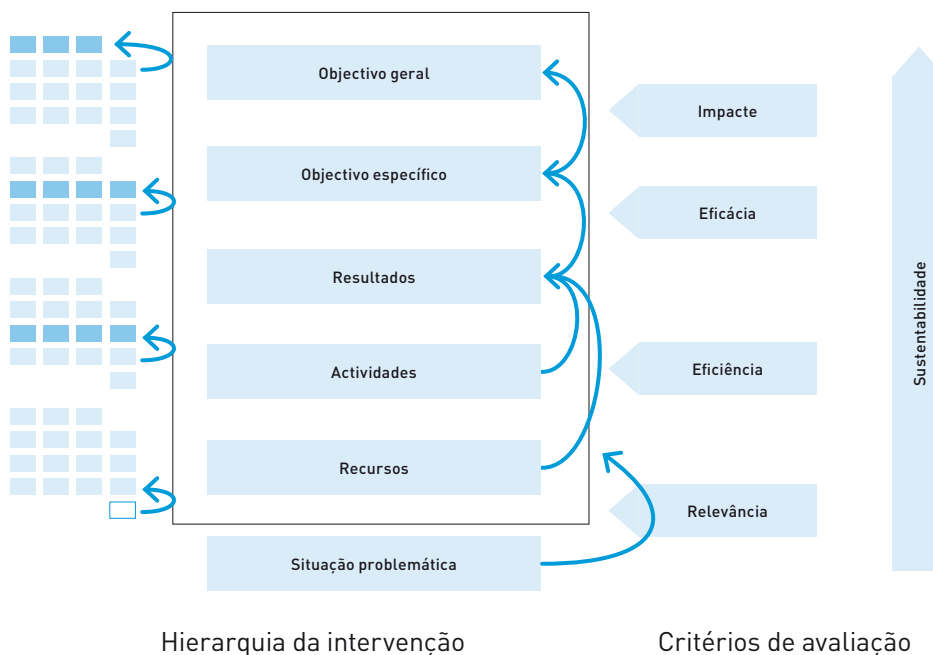 Objectivo geral
Impacte
Objectivo específico
Eficácia
Resultados
Sustentabilidade
Actividades
Eficiência
Recursos
Relevância
Situação problemática
Hierarquia da intervenção
Critérios de avaliação